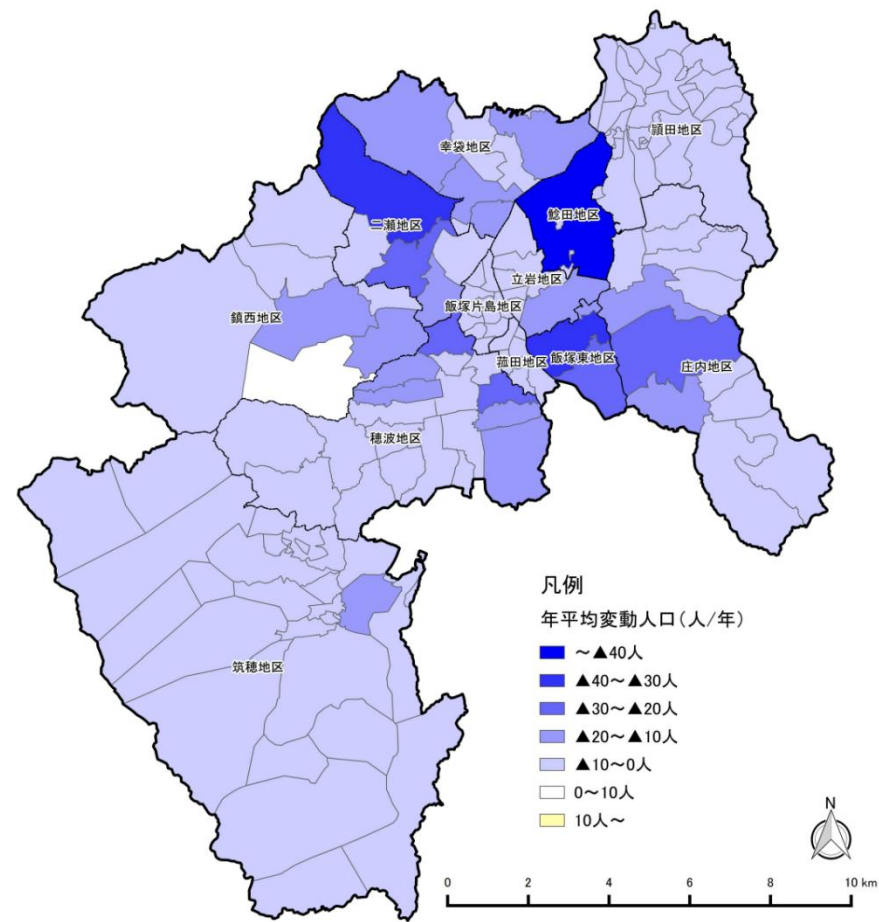 頴田地区
幸袋地区
鯰田地区
二瀬地区
立岩地区
飯塚片島地区
鎮西地区
菰田地区
飯塚東地区
庄内地区
穂波地区
筑穂地区
凡例
年平均変動人口(人/年)
~▲40人
▲40~▲30人
▲30~▲20人
▲20~▲10人
▲10~0人
0~10人
10人~
N
0 2 4 6 8 10 km